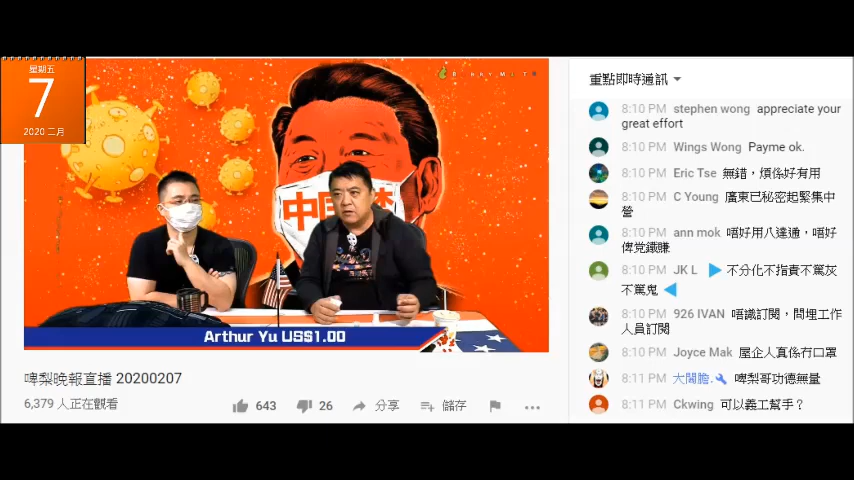 星期五
7
2020 二月
中国梦
Arthur Yu US$1.00
啤梨晚報直播 20200207
6,379 人正在觀看
643
26
分享
儲存
重點即時通訊
8:10 PM stephen wong appreciate your
great effort
8:10 PM Wings Wong Payme ok.
8:10 PM Eric Tse 無錯，煩係好有用
8:10 PM C Young 廣東已秘密起緊集中
營
8:10 PM ann mok 唔好用八達通，唔好
俾党鐵賺
8:10 PM JK L 不分化不指責不罵灰
不罵鬼
8:10 PM 926 IVAN 唔識訂閱，問埋工作
人員訂閱
8:10 PM Joyce Mak 屋企人真係冇口罩
8:11 PM 大閪膽. 啤梨哥功德無量
8:11 PM Ckwing 可以義工幫手？